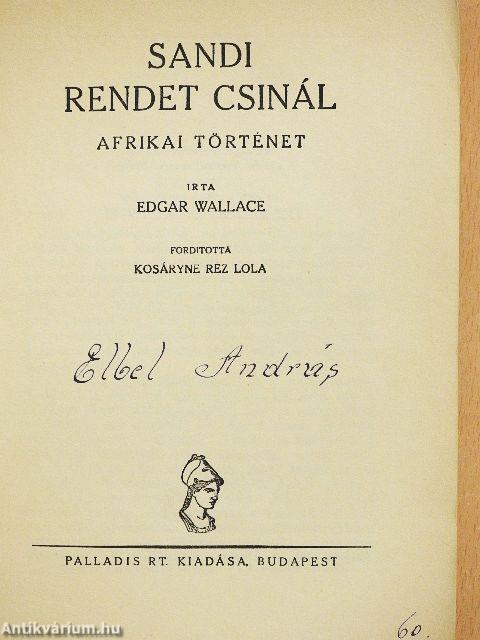 SANDI
RENDET CSINÁL
AFRIKAI TÖRTÉNET
IRTA
EDGAR WALLACE
FORDITOTTA
KOSÁRYNE REZ LOLA
Elbel András
PALLADIS RT. KIADÁSA, BUDAPEST
60.
Antikvárium.hu